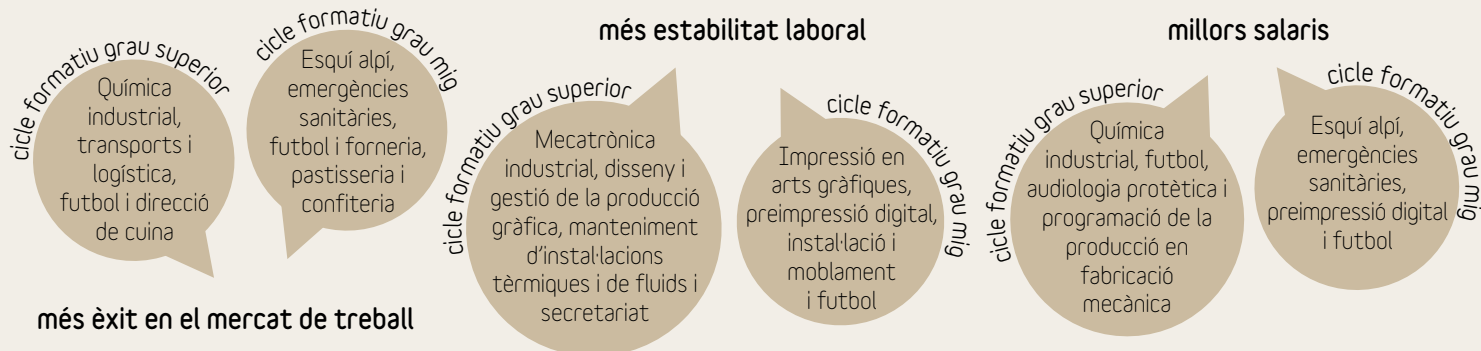 cicle formatiu grau superior
Química
industrial,
transports i
logística,
futbol i direcció
de cuina
cicle formatiu grau mig
Esquí alpí,
emergències
sanitàries,
futbol i forneria,
pastisseria i
confiteria
més èxit en el mercat de treball
més estabilitat laboral
cicle formatiu grau superior
Mecatrònica
industrial, disseny i
gestió de la producció
gràfica, manteniment
d’instal·lacions
tèrmiques i de fluids i
secretariat
cicle formatiu grau mig
Impressió en
arts gràfiques,
preimpressió digital,
instal·lació i
moblament
i futbol
millors salaris
cicle formatiu grau superior
Química
industrial, futbol,
audiologia protètica i
programació de la
producció en
fabricació
mecànica
cicle formatiu grau mig
Esquí alpí,
emergències
sanitàries,
preimpressió digital
i futbol